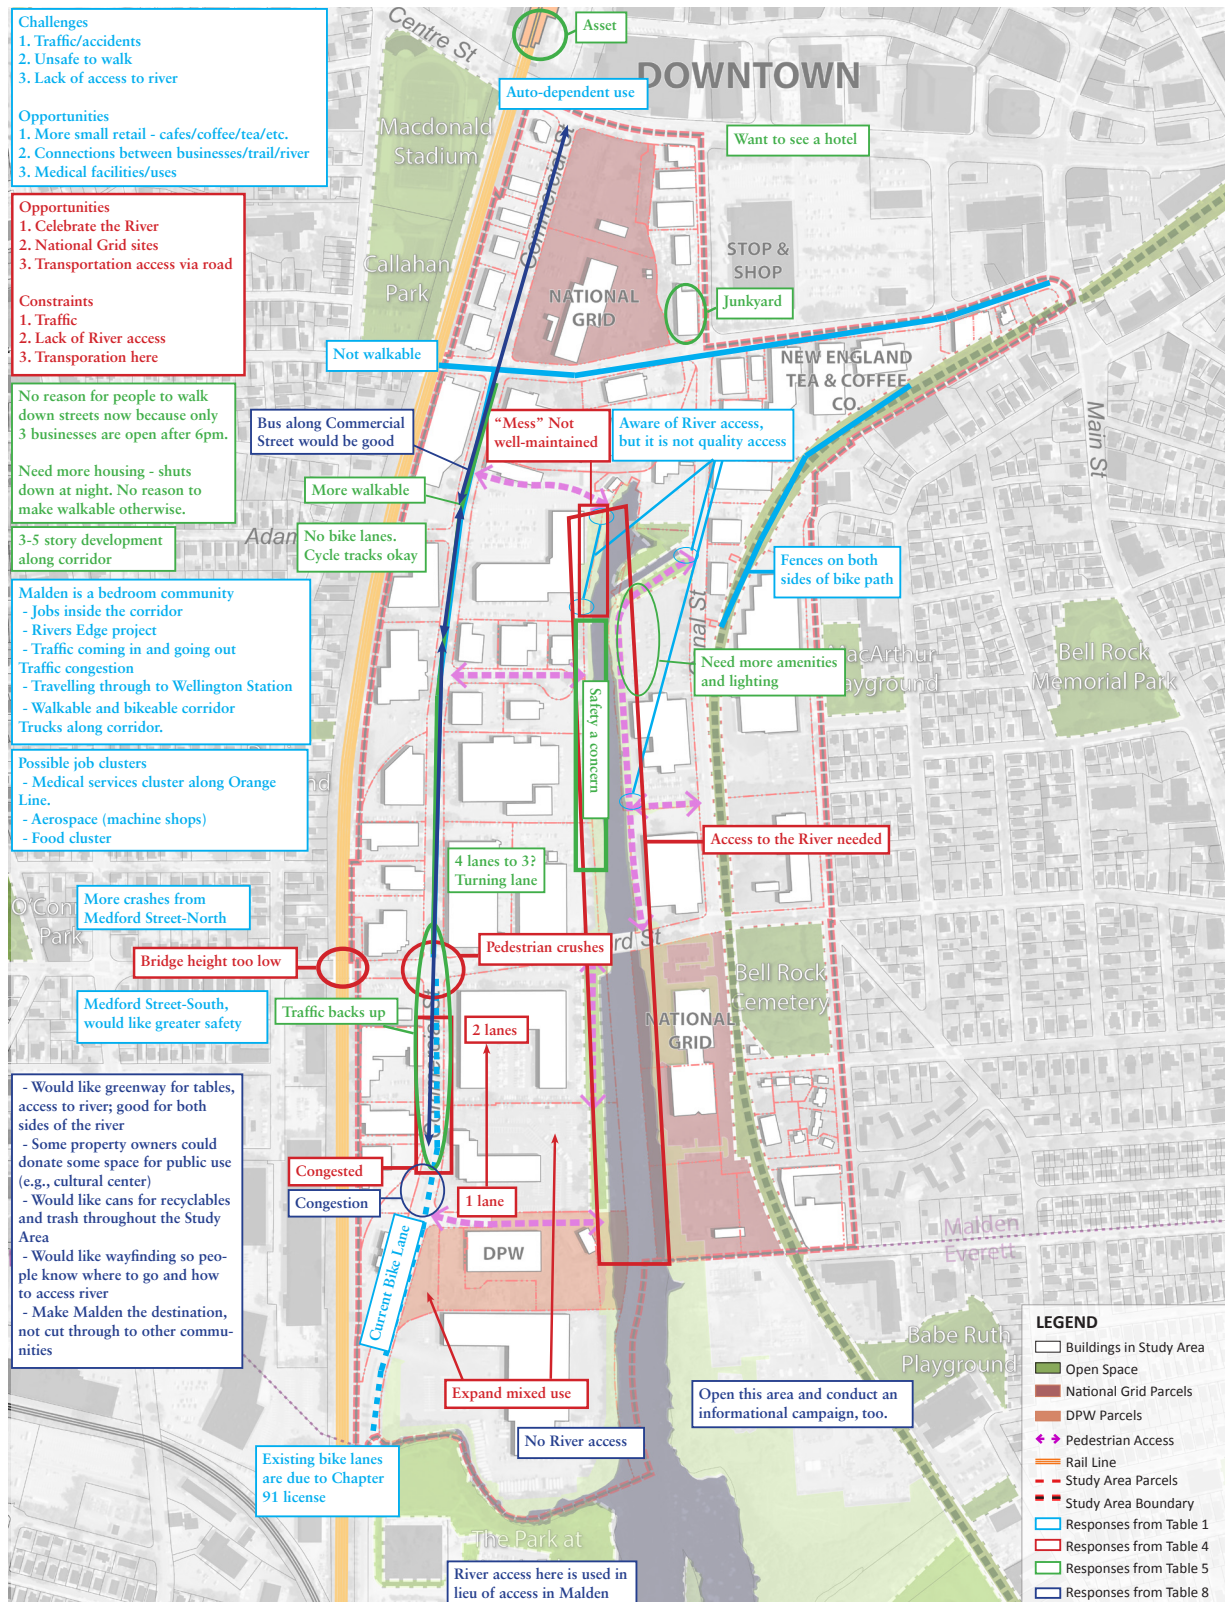 Challenges
1. Traffic/accidents
2. Unsafe to walk
3. Lack of access to river
Opportunities
1. More small retail - cafes/coffee/tea/etc.
2. Connections between businesses/trail/river
3. Medical facilities/uses
Opportunities
1. Celebrate the River
2. National Grid sites
3. Transportation access via road
Constraints
1. Traffic
2. Lack of River access
3. Transporation here
No reason for people to walk
down streets now because only
3 businesses are open after 6pm.
Need more housing - shuts
down at night. No reason to
make walkable otherwise.
3-5 story development
along corridor
Malden is a bedroom community
- Jobs inside the corridor
- Rivers Edge project
- Traffic coming in and going out
Traffic congestion
- Travelling through to Wellington Station
- Walkable and bikeable corridor
Trucks along corridor.
Possible job clusters
- Medical services cluster along Orange
Line.
- Aerospace (machine shops)
- Food cluster
More crashes from
Medford Street-North
Bridge height too low
Medford Street-South,
would like greater safety
- Would like greenway for tables,
access to river; good for both
sides of the river
- Some property owners could
donate some space for public use
(e.g., cultural center)
- Would like cans for recyclables
and trash throughout the Study
Area
- Would like wayfinding so peo-
ple know where to go and how
to access river
- Make Malden the destination,
not cut through to other commu-
nities
Existing bike lanes
are due to Chapter
91 license
Centre St
Asset
DOWNTOWN
Auto-dependent use
Macdonald
Stadium
Want to see a hotel
Commercial St
STOP &
SHOP
Callahan
Park
NATIONAL
GRID
Junkyard
Not walkable
NEW ENGLAND
TEA & COFFEE
CO.
Main St
Bus along Commercial
Street would be good
"Mess" Not
well-maintained
Aware of River access,
but it is not quality access
More walkable
Adam
No bike lanes.
Cycle tracks okay
Fences on both
sides of bike path
nal St
MacArthur
Playground
Bell Rock
Memorial Park
Need more amenities
and lighting
Safety a concern
nd
Access to the River needed
4 lanes to 3?
Turning lane
O'Con
Park
Pedestrian crushes
rd St
Bell Rock
Cemetery
Traffic backs up
Commercial St
2 lanes
NATIONAL
GRID
Congested
Congestion
1 lane
Malden
Everett
DPW
Current Bike Lane
Babe Ruth
Playground
Expand mixed use
Open this area and conduct an
informational campaign, too.
No River access
The Park at
River access here is used in
lieu of access in Malden
LEGEND
Buildings in Study Area
Open Space
National Grid Parcels
DPW Parcels
Pedestrian Access
Rail Line
Study Area Parcels
Study Area Boundary
Responses from Table 1
Responses from Table 4
Responses from Table 5
Responses from Table 8